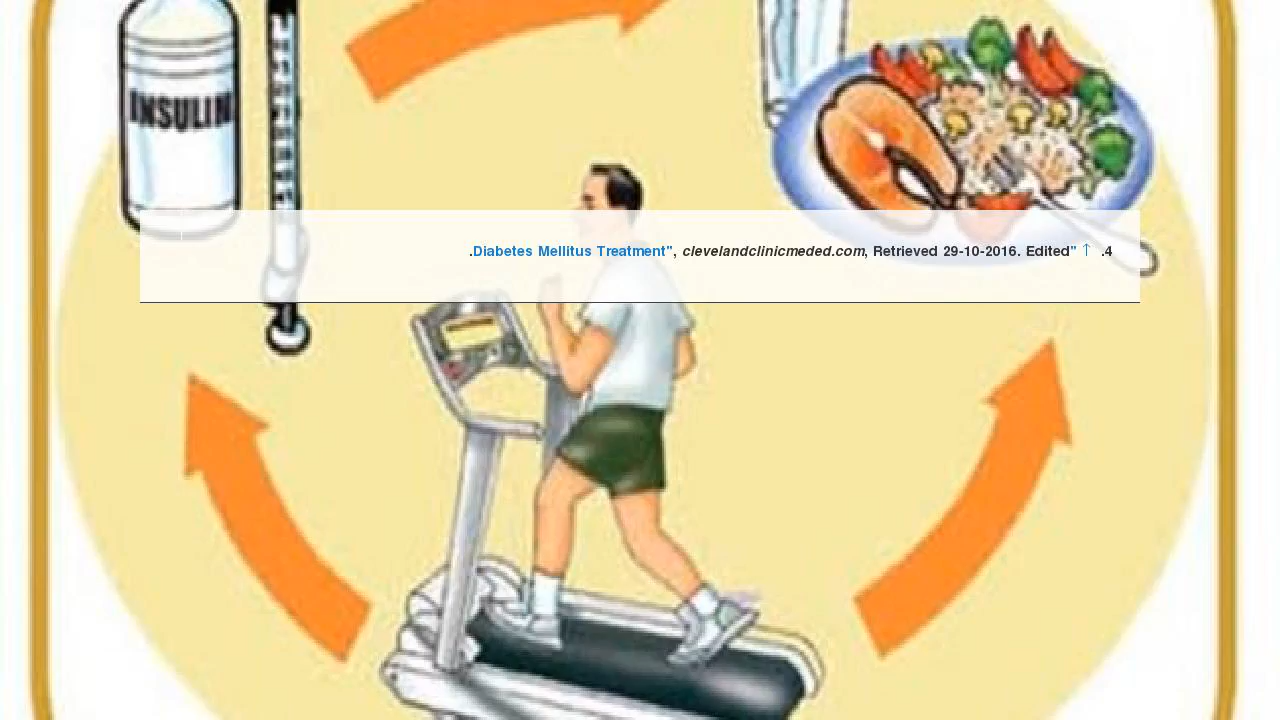 INSULIN
.Diabetes Mellitus Treatment", clevelandclinicmeded.com, Retrieved 29-10-2016. Edited" ↑ .4